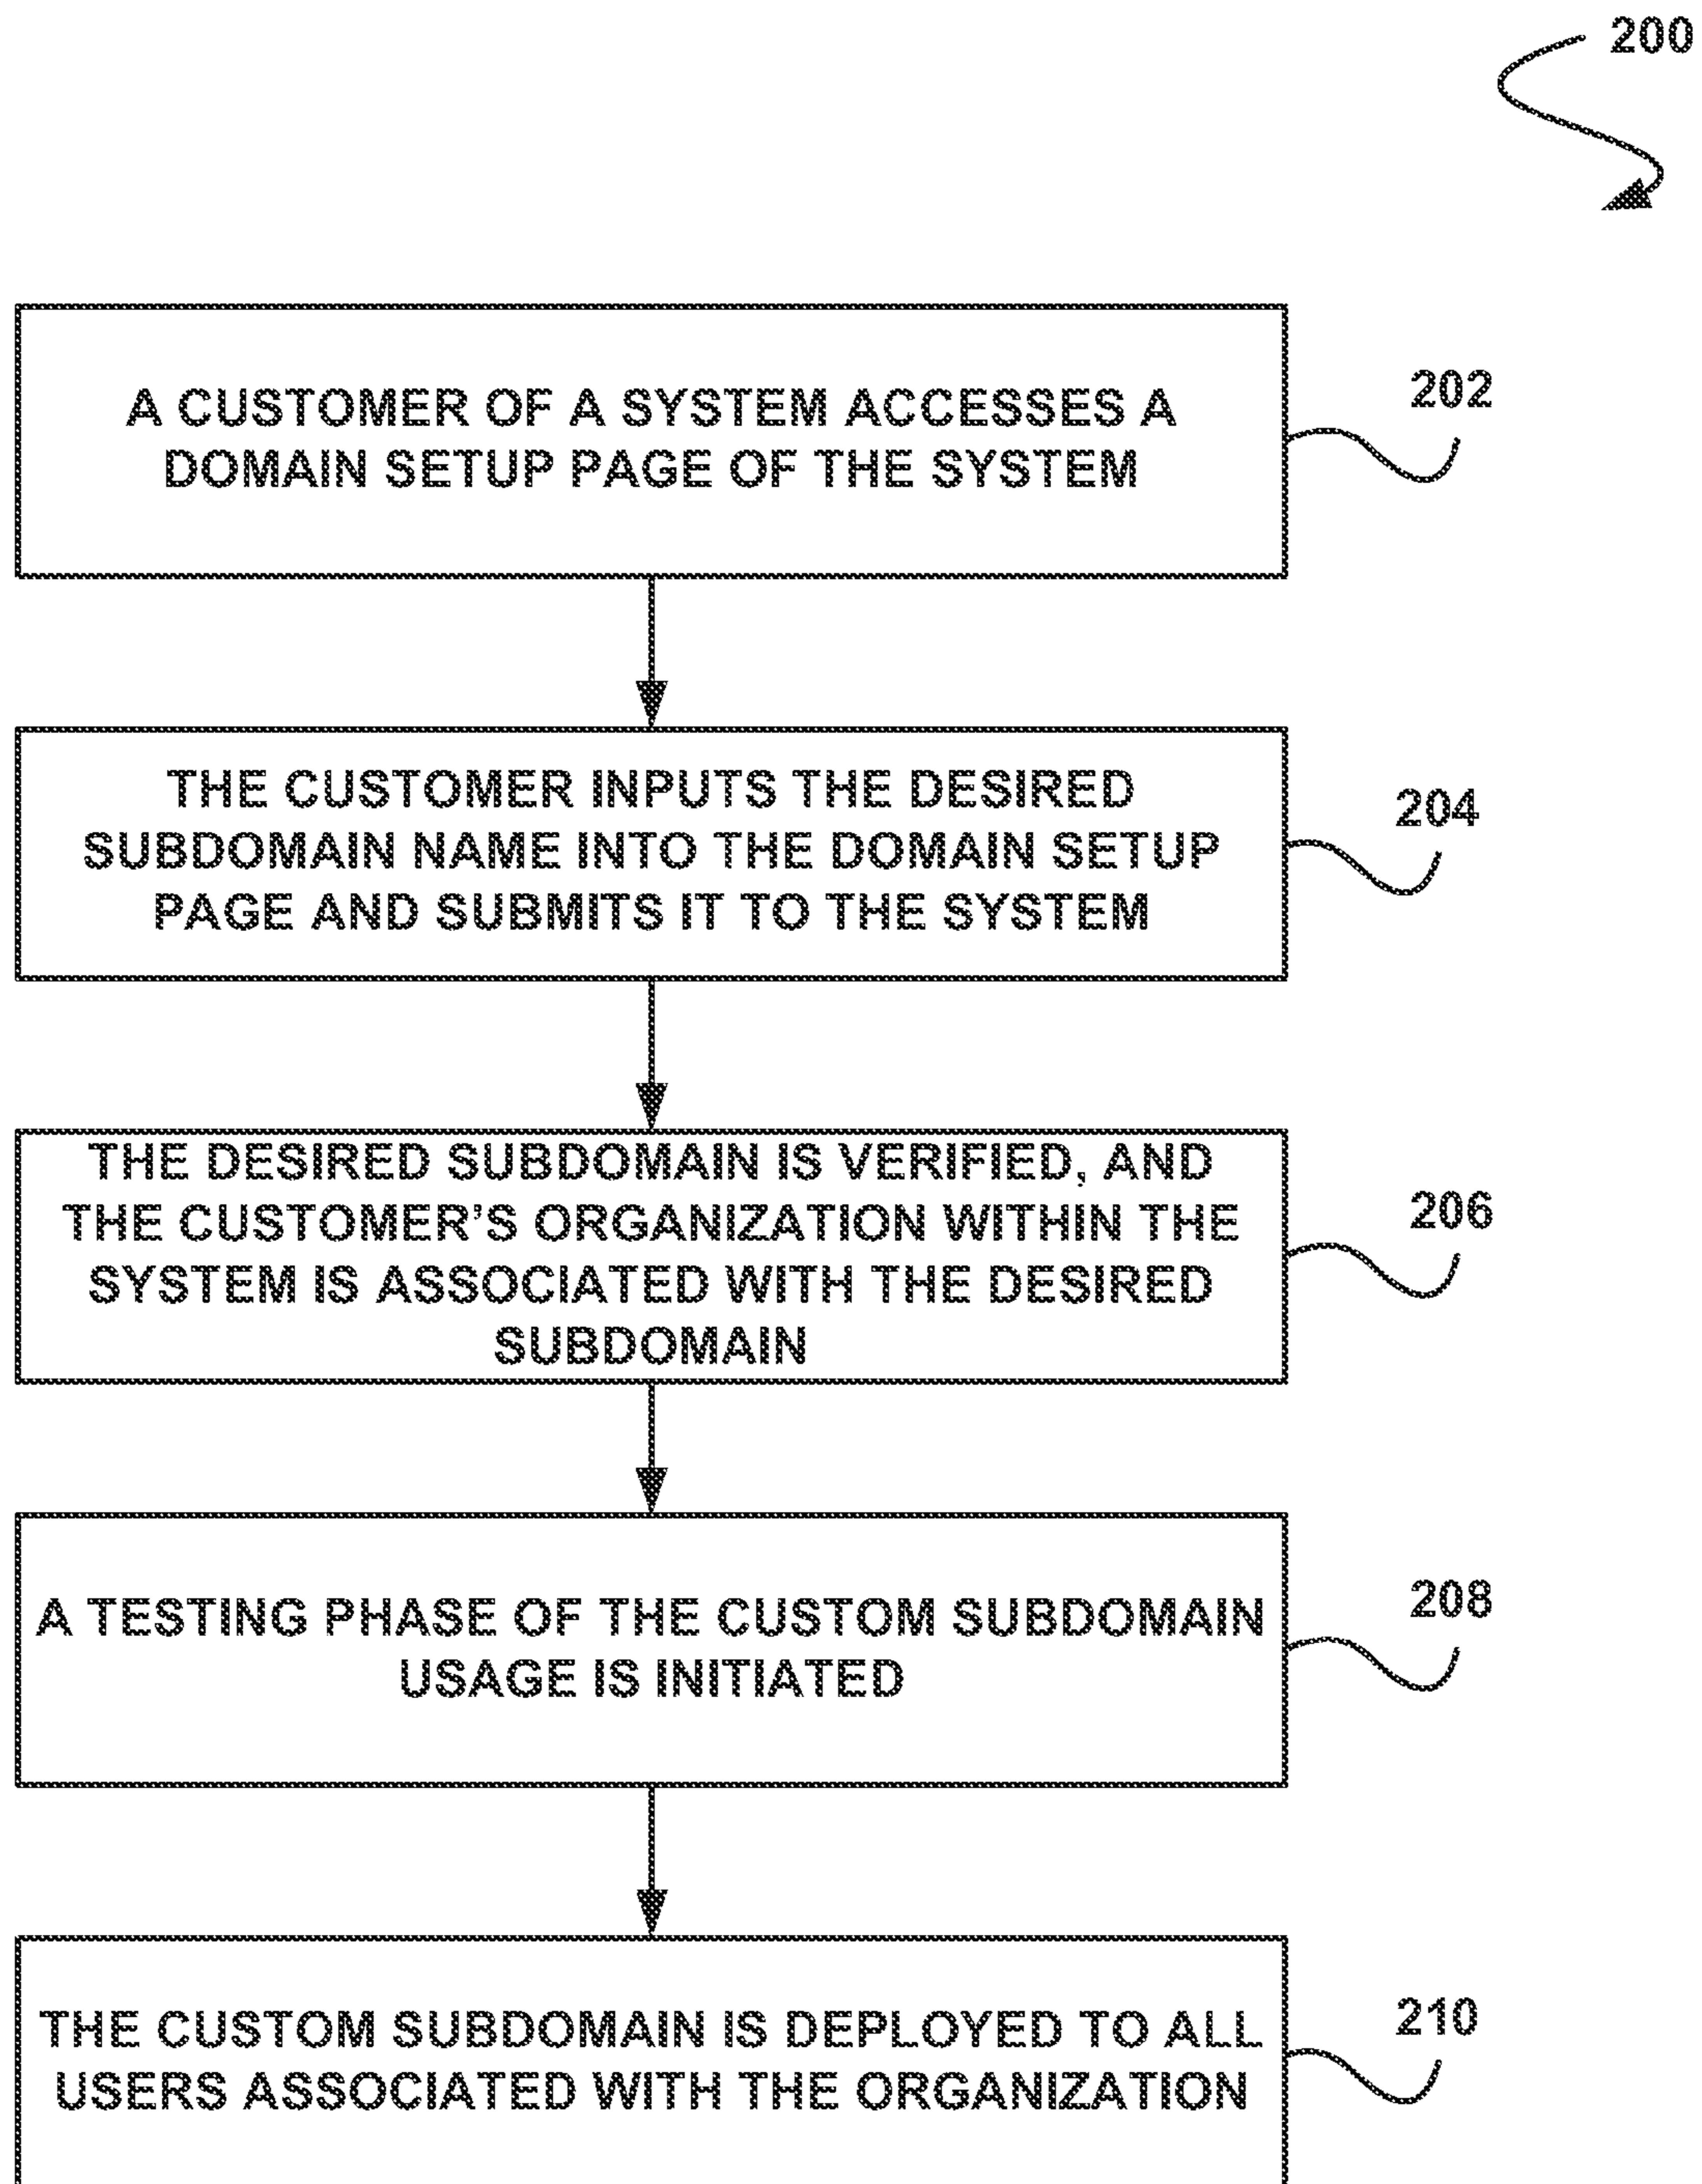 200
A CUSTOMER OF A SYSTEM ACCESSES A
DOMAIN SETUP PAGE OF THE SYSTEM
202
THE CUSTOMER INPUTS THE DESIRED
SUBDOMAIN NAME INTO THE DOMAIN SETUP
PAGE AND SUBMITS IT TO THE SYSTEM
204
THE DESIRED SUBDOMAIN IS VERIFIED, AND
THE CUSTOMER'S ORGANIZATION WITHIN THE
SYSTEM IS ASSOCIATED WITH THE DESIRED
SUBDOMAIN
206
A TESTING PHASE OF THE CUSTOM SUBDOMAIN
USAGE IS INITIATED
208
THE CUSTOM SUBDOMAIN IS DEPLOYED TO ALL
USERS ASSOCIATED WITH THE ORGANIZATION
210